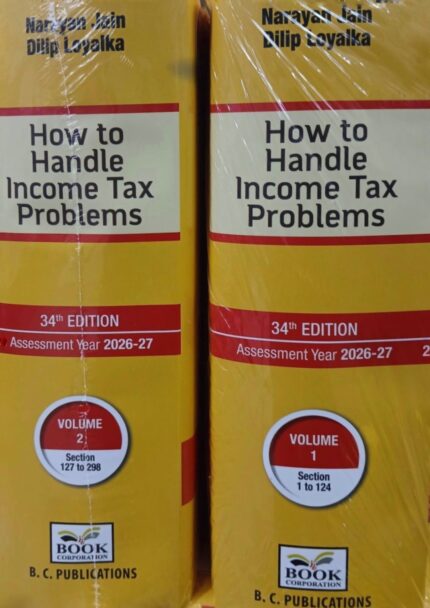 Narayan Jain
Dilip Loyalka
How to
Handle
Income Tax
Problems
34th EDITION
Assessment Year 2026-27
VOLUME
2
Section
127 to 298
BOOK
CORPORATION
B. C. PUBLICATIONS
Narayan Jain
Dilip Loyalka
How to
Handle
Income Tax
Problems
34th EDITION
Assessment Year 2026-27
2
VOLUME
1
Section
1 to 124
BOOK
CORPORATION
B. C. PUBLICATIONS